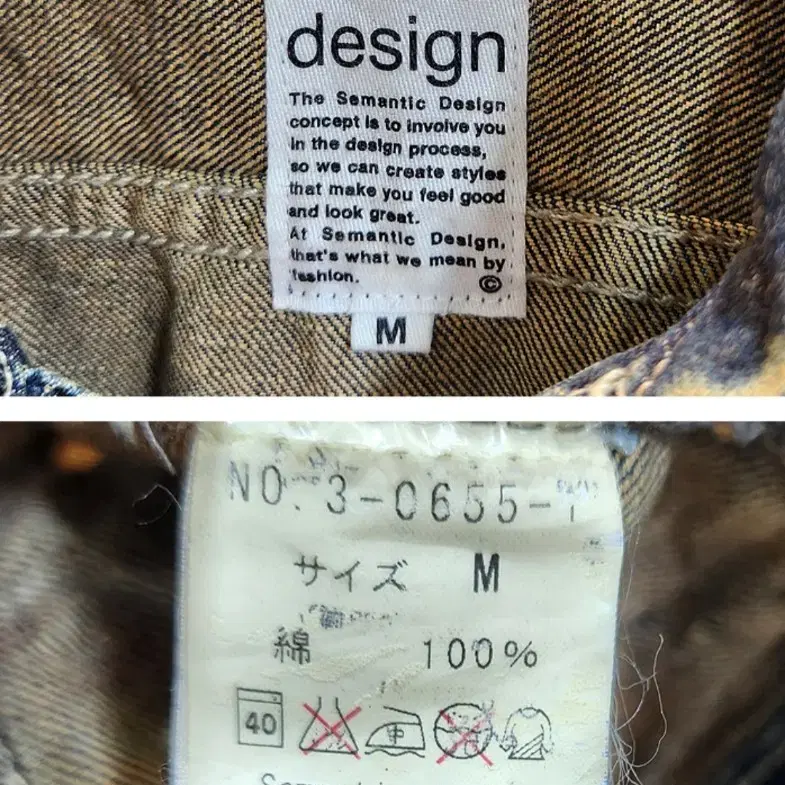 design
The Semantic Design
concept is to involve you
in the design process,
so we can create styles
that make you feel good
and look great.
At Semantic Design,
that's what we mean by
fashion.
©
M
NO. 3-0655-
サイズ M
綿 100%
40 中